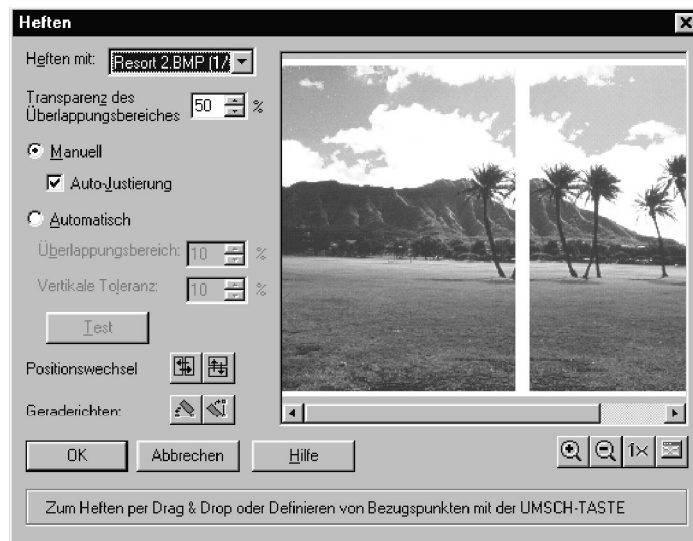 Heften
Heften mit: Resort 2.BMP (1/
Transparenz des
Überlappungsbereiches 50 %
Manuell
Auto-Justierung
Automatisch
Überlappungsbereich: 10 %
Vertikale Toleranz: 10 %
Test
Positionswechsel
Geraderichten:
OK Abbrechen Hilfe 1×
Zum Heften per Drag & Drop oder Definieren von Bezugspunkten mit der UMSCH-TASTE